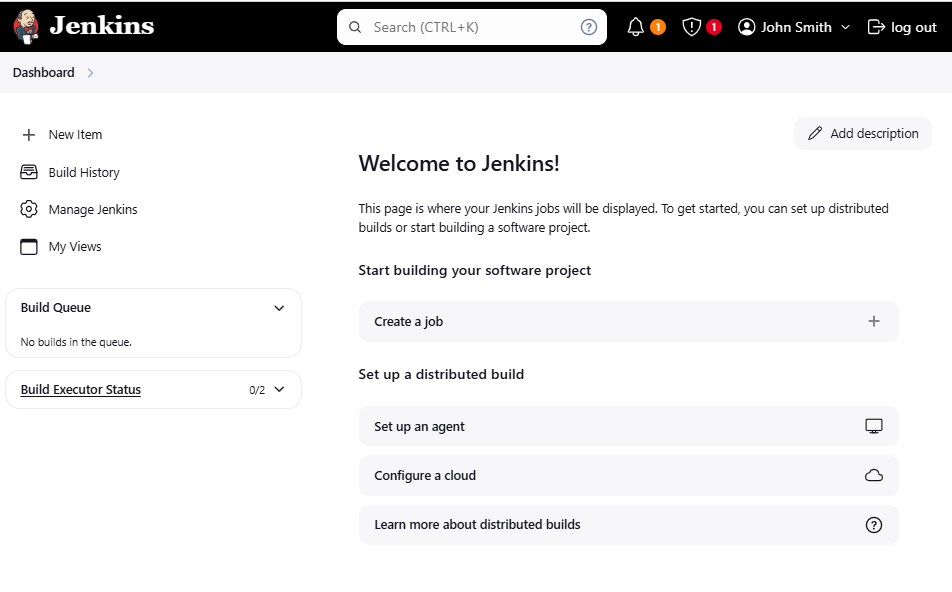 Jenkins
Search (CTRL+K)
?
1
1
John Smith
log out
Dashboard
New Item
Build History
Manage Jenkins
My Views
Build Queue
No builds in the queue.
Build Executor Status
0/2
Add description
Welcome to Jenkins!
This page is where your Jenkins jobs will be displayed. To get started, you can set up distributed
builds or start building a software project.
Start building your software project
Create a job
Set up a distributed build
Set up an agent
Configure a cloud
Learn more about distributed builds
?